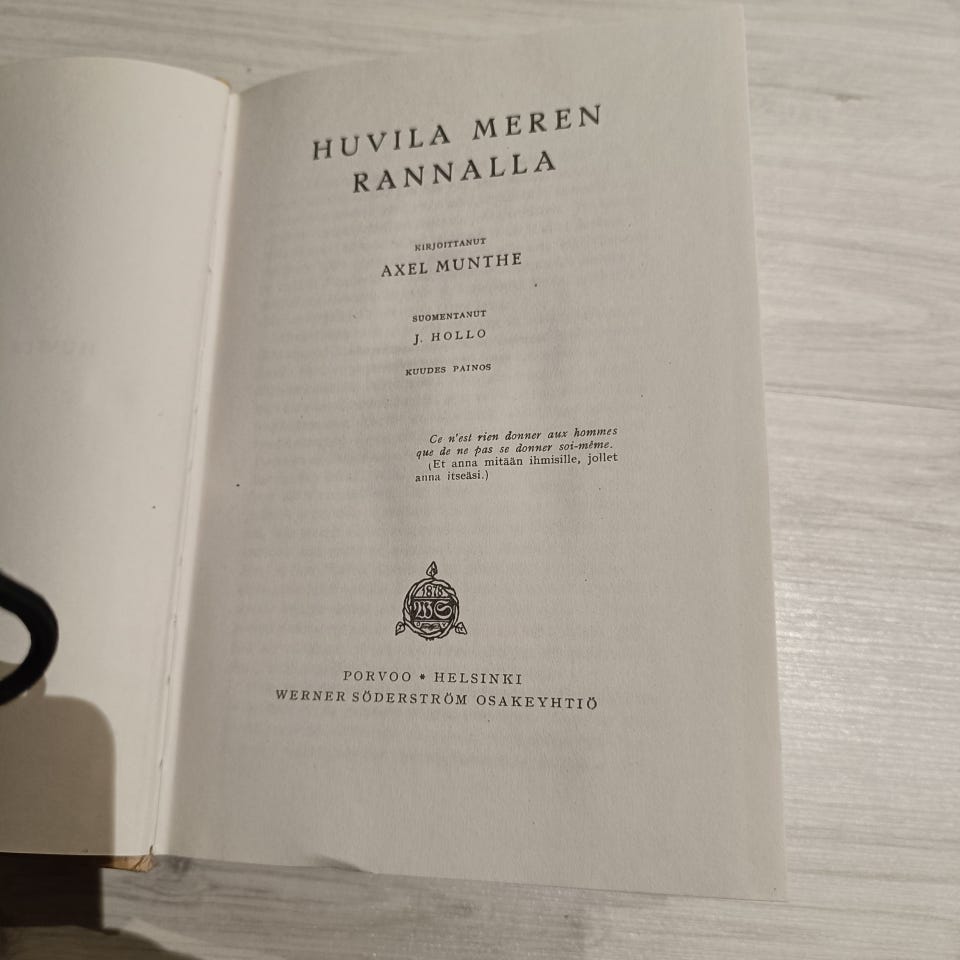 HUVILA MEREN
RANNALLA
KIRJOITTANUT
AXEL MUNTHE
SUOMENTANUT
J. HOLLO
KUUDES PAINOS
Ce n'est rien donner aux hommes
que de ne pas se donner soi-même.
(Et anna mitään ihmisille, jollet
anna itseäsi.)
1878
WS
PORVOO * HELSINKI
WERNER SÖDERSTRÖM OSAKEYHTIÖ